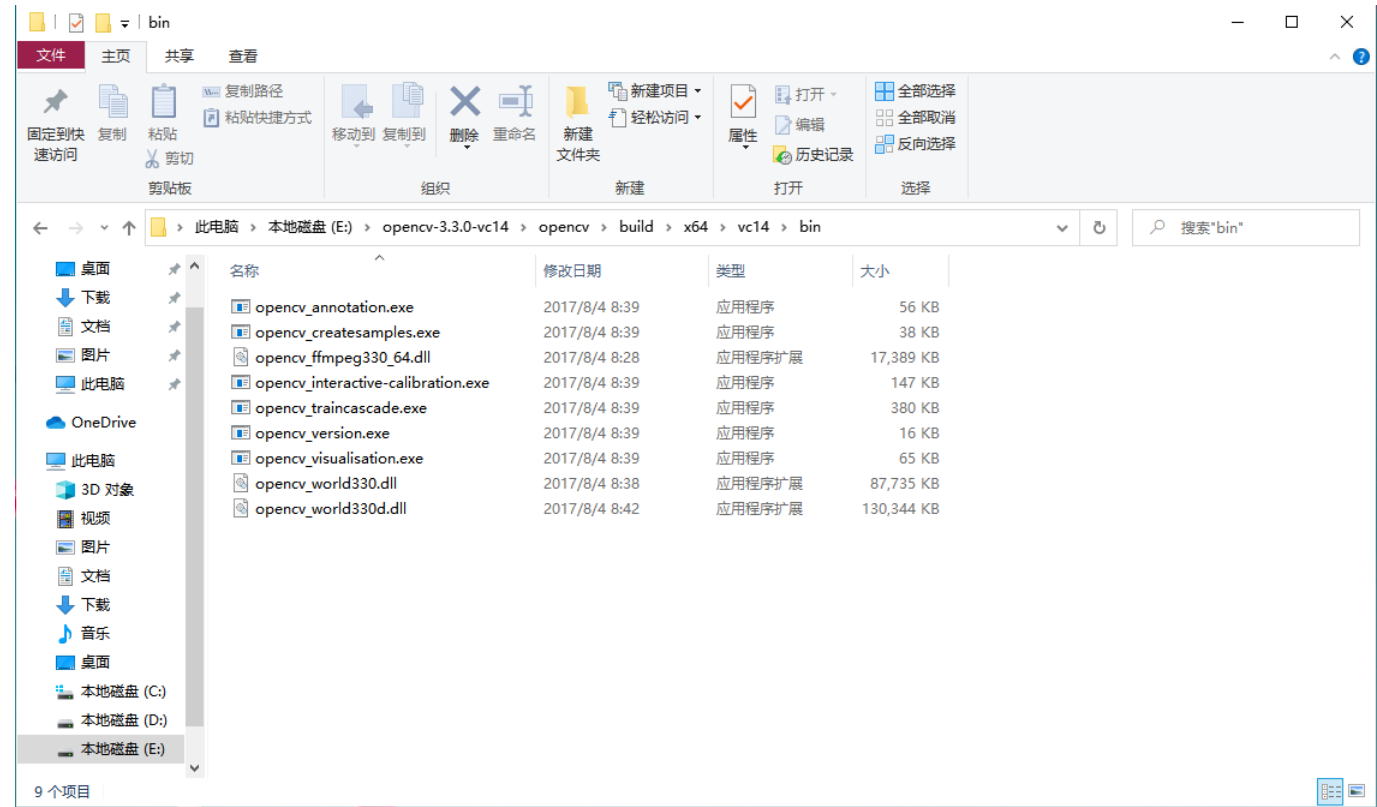 bin
文件 主页 共享 查看
固定到快速访问
复制
粘贴
复制路径
粘贴快捷方式
剪切
剪贴板
移动到 复制到 删除 重命名
组织
新建文件夹
新建项目
轻松访问
新建
属性
打开
编辑
历史记录
打开
全部选择
全部取消
反向选择
选择
此电脑 › 本地磁盘 (E:) › opencv-3.3.0-vc14 › opencv › build › x64 › vc14 › bin
搜索"bin"
桌面
下载
文档
图片
此电脑
OneDrive
此电脑
3D 对象
视频
图片
文档
下载
音乐
桌面
本地磁盘 (C:)
本地磁盘 (D:)
本地磁盘 (E:)
名称 修改日期 类型 大小
opencv_annotation.exe 2017/8/4 8:39 应用程序 56 KB
opencv_createsamples.exe 2017/8/4 8:39 应用程序 38 KB
opencv_ffmpeg330_64.dll 2017/8/4 8:28 应用程序扩展 17,389 KB
opencv_interactive-calibration.exe 2017/8/4 8:39 应用程序 147 KB
opencv_traincascade.exe 2017/8/4 8:39 应用程序 380 KB
opencv_version.exe 2017/8/4 8:39 应用程序 16 KB
opencv_visualisation.exe 2017/8/4 8:39 应用程序 65 KB
opencv_world330.dll 2017/8/4 8:38 应用程序扩展 87,735 KB
opencv_world330d.dll 2017/8/4 8:42 应用程序扩展 130,344 KB
9 个项目